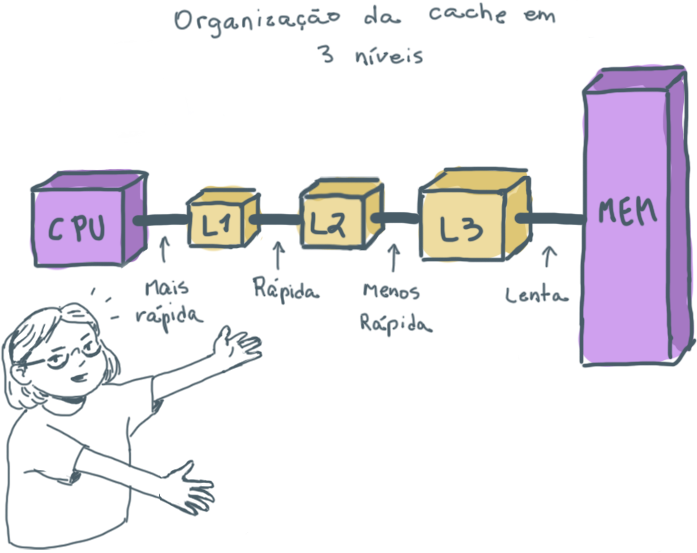 Organização da cache em
3 níveis
CPU
L1
L2
L3
MEM
Mais
rápida
Rápida
Menos
Rápida
Lenta